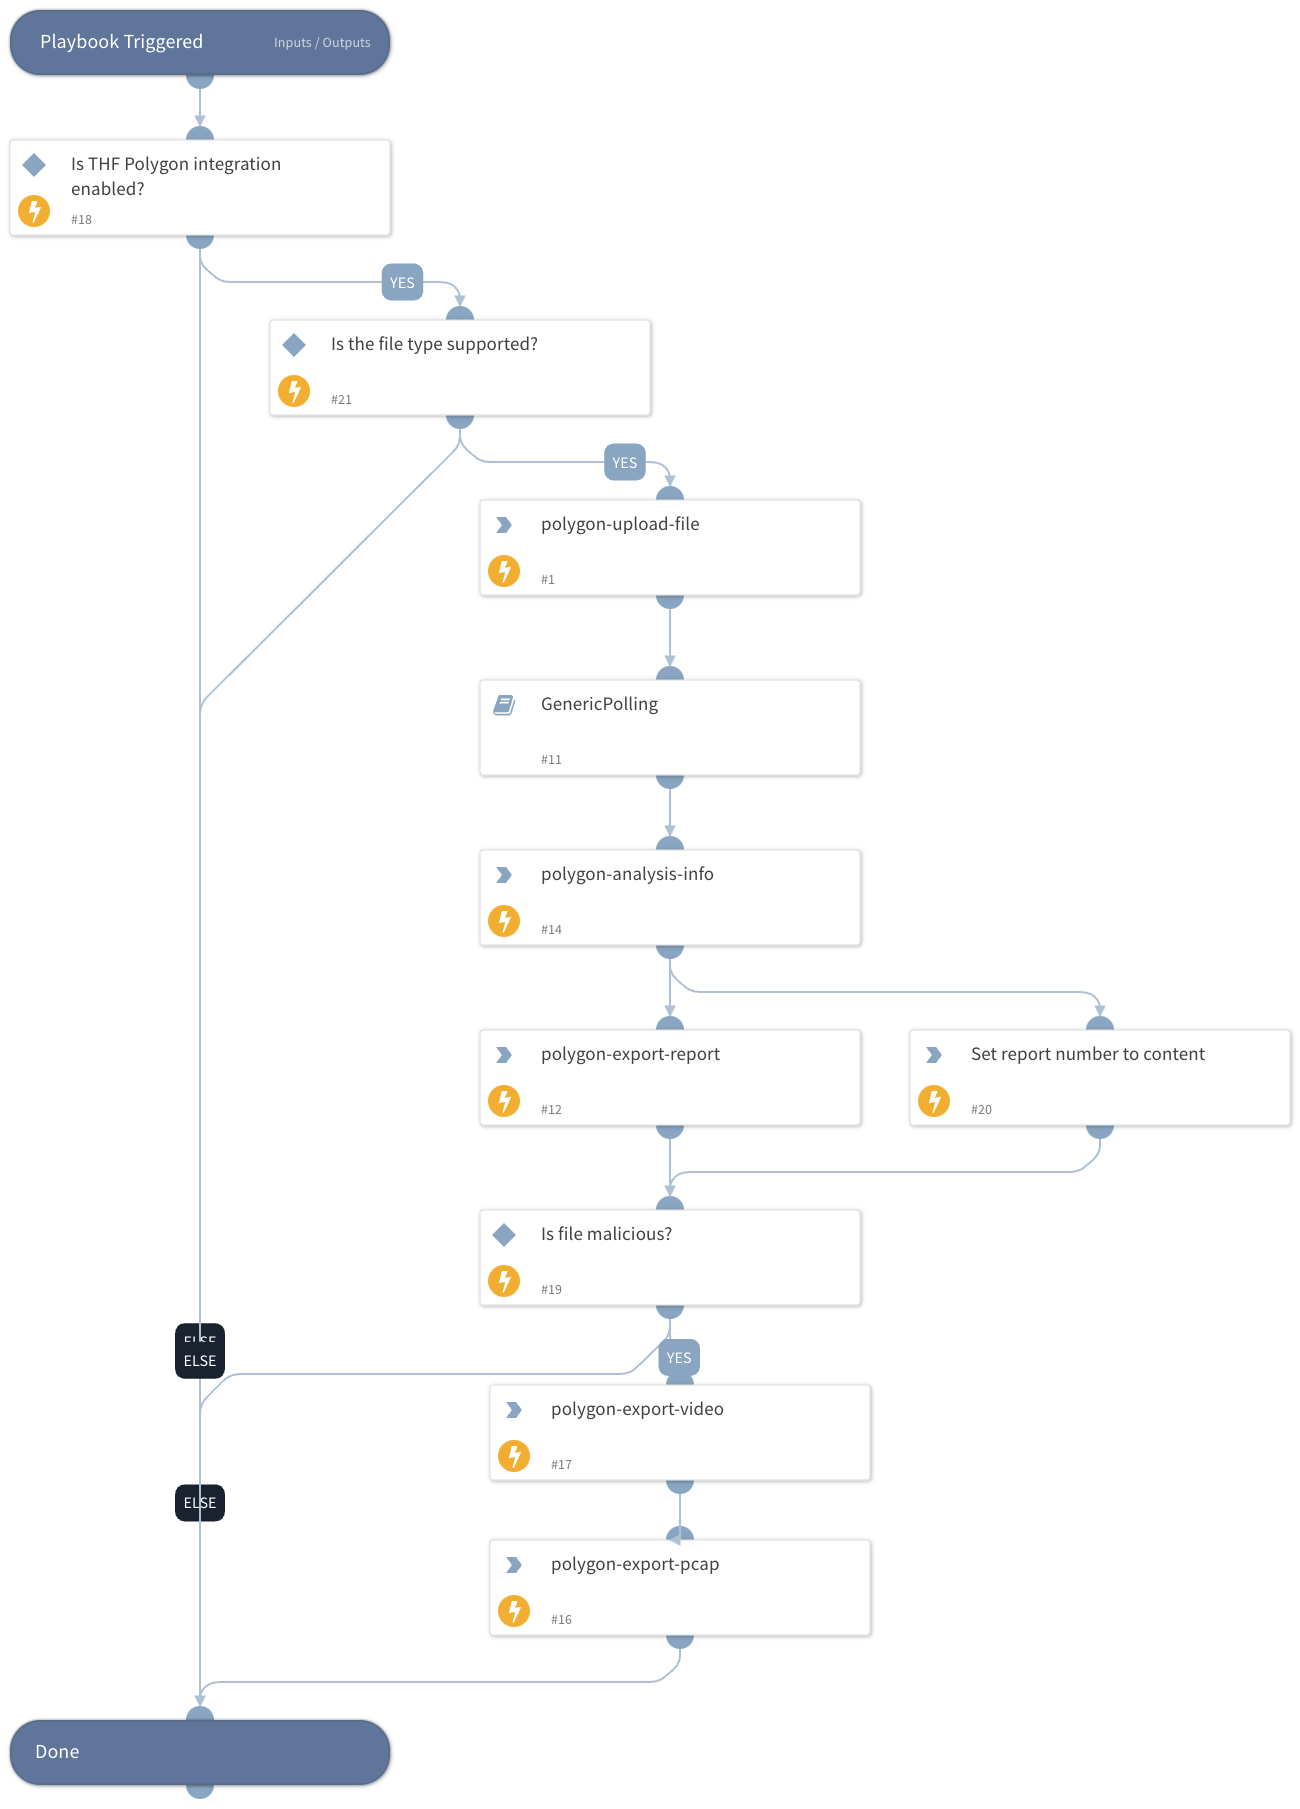 Playbook Triggered
Inputs / Outputs
Is THF Polygon integration
enabled?
#18
YES
Is the file type supported?
#21
YES
polygon-upload-file
#1
GenericPolling
#11
polygon-analysis-info
#14
polygon-export-report
#12
Set report number to content
#20
Is file malicious?
#19
ELSE
ELSE
YES
polygon-export-video
#17
ELSE
polygon-export-pcap
#16
Done